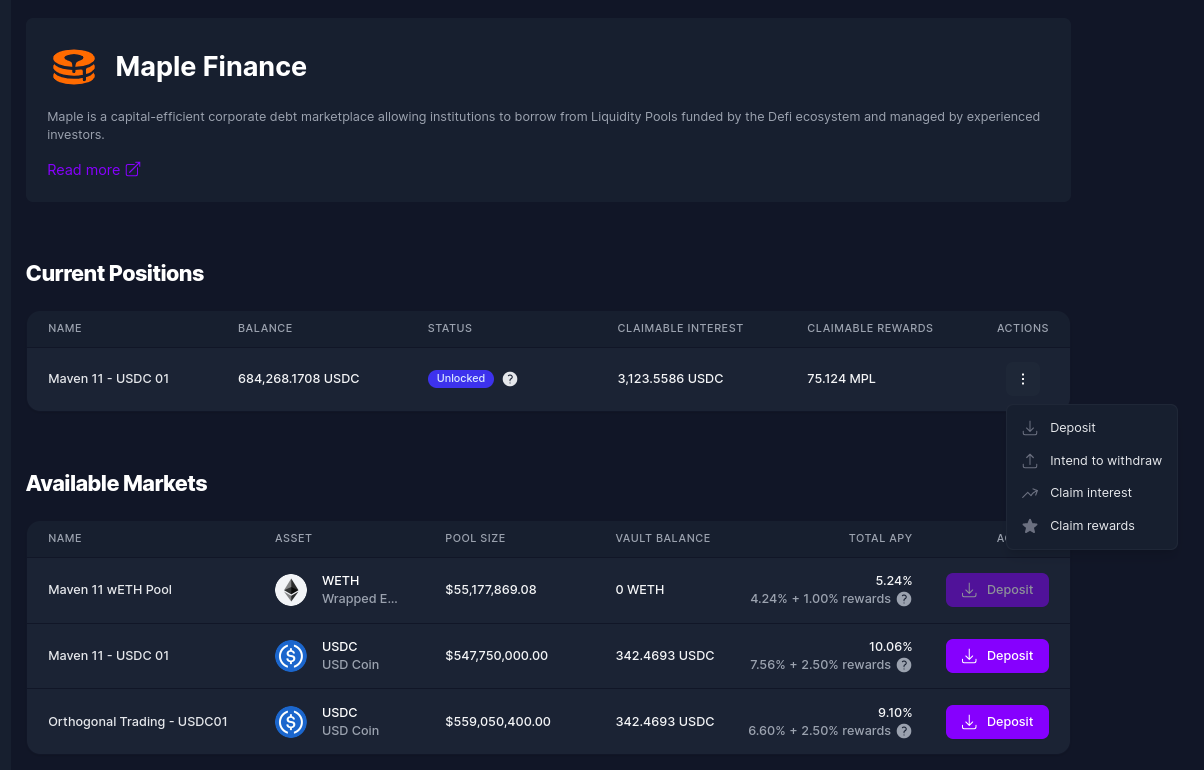 Maple Finance
Maple is a capital-efficient corporate debt marketplace allowing institutions to borrow from Liquidity Pools funded by the Defi ecosystem and managed by experienced
investors.
Read more
Current Positions
NAME BALANCE STATUS CLAIMABLE INTEREST CLAIMABLE REWARDS ACTIONS
Maven 11 - USDC 01 684,268.1708 USDC Unlocked ? 3,123.5586 USDC 75.124 MPL
Deposit
Intend to withdraw
Claim interest
Claim rewards
Available Markets
NAME ASSET POOL SIZE VAULT BALANCE TOTAL APY
Maven 11 wETH Pool WETH $55,177,869.08 0 WETH 5.24% Deposit
Wrapped E... 4.24% + 1.00% rewards ?
Maven 11 - USDC 01 USDC $547,750,000.00 342.4693 USDC 10.06% Deposit
USD Coin 7.56% + 2.50% rewards ?
Orthogonal Trading - USDC01 USDC $559,050,400.00 342.4693 USDC 9.10% Deposit
USD Coin 6.60% + 2.50% rewards ?